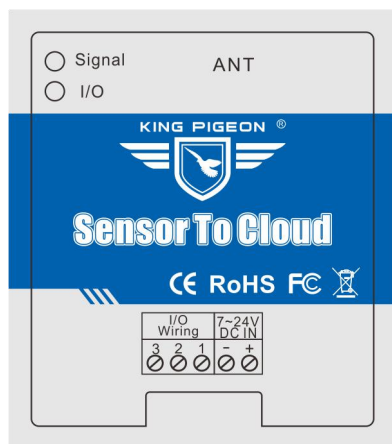 Signal
ANT
I/O
KING PIGEON ®
Sensor To Cloud
CE RoHS FC
I/O
Wiring
7~24V
DC IN
3 2 1 - +